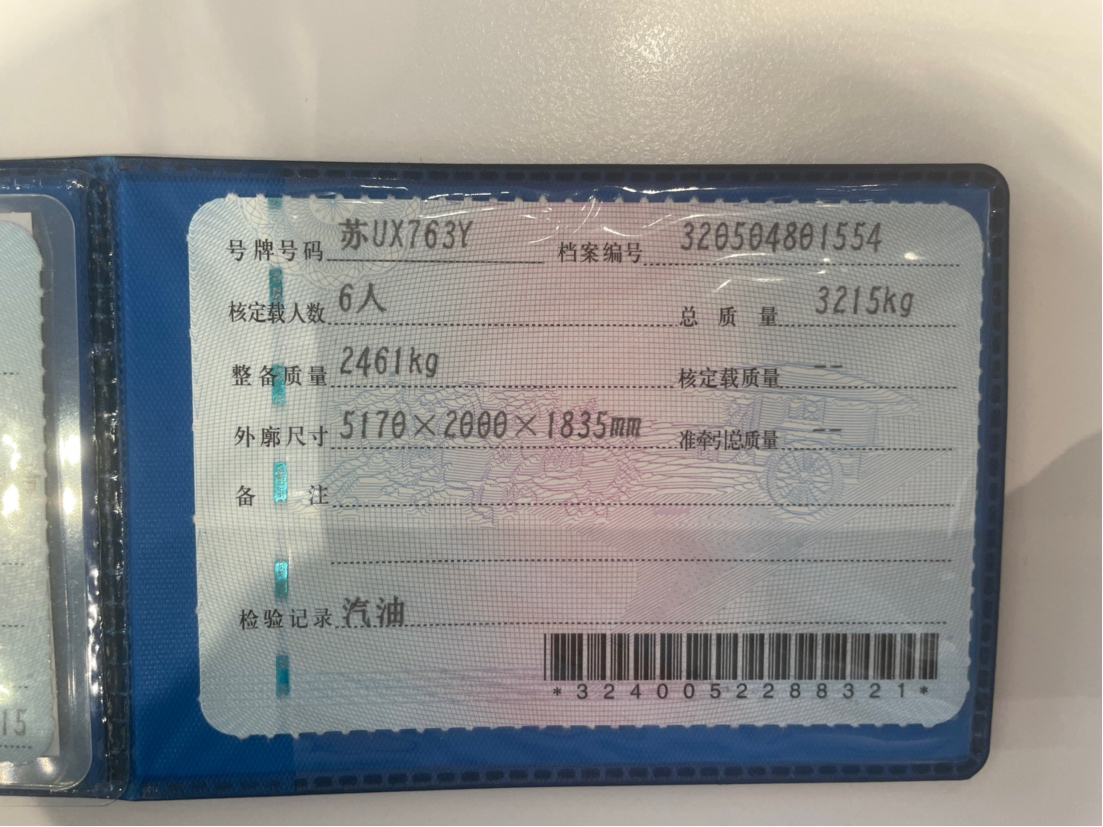 号牌号码 苏UX763Y 档案编号 320504801554
核定载人数 6人 总质量 3215kg
整备质量 2461kg 核定载质量 --
外廓尺寸 5170×2000×1835mm 准牵引总质量 --
备注
检验记录 汽油
*3240052288321*
15